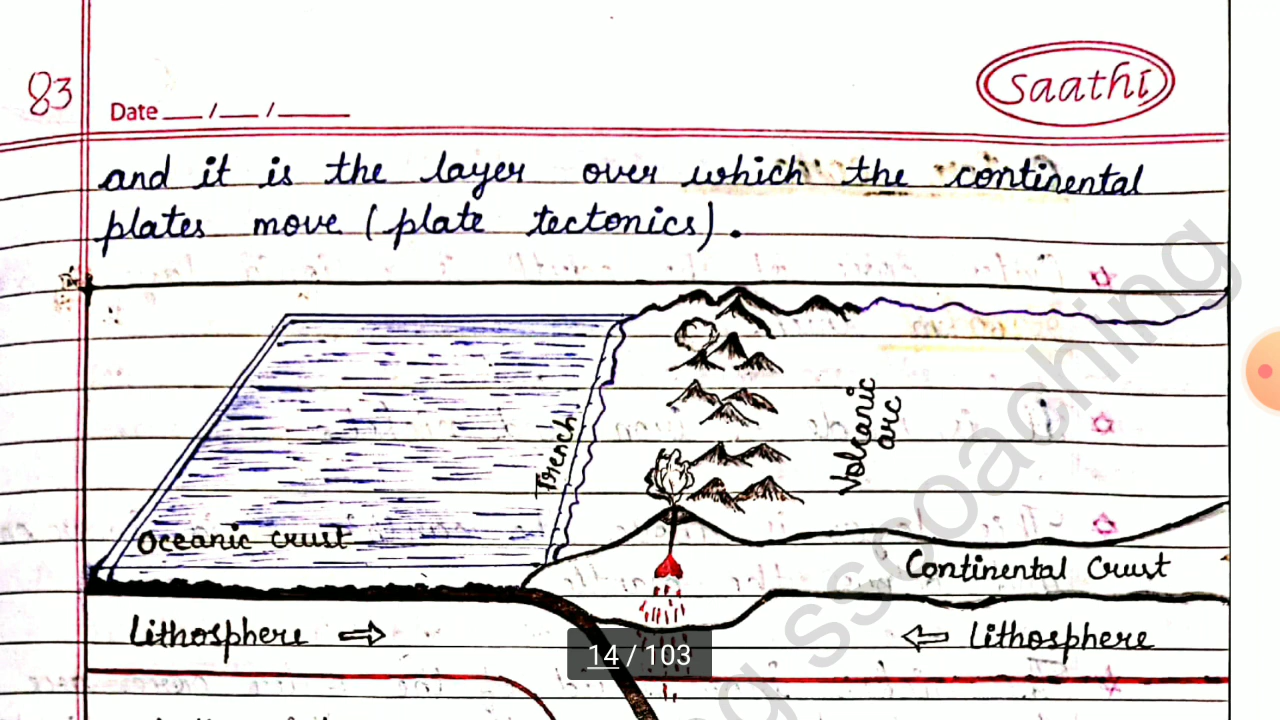 83
Date __ / __ / ____
Saathi
and it is the layer over which the continental
plates move (plate tectonics).
Trench
Volcanic
arc
Oceanic crust
Continental Crust
Lithosphere ⇒
⇐ Lithosphere
14 / 103
ssccoaching